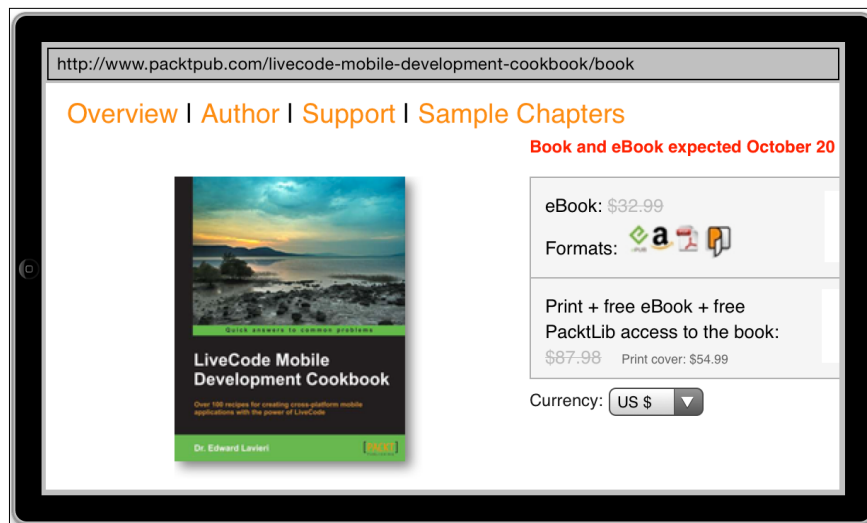 http://www.packtpub.com/livecode-mobile-development-cookbook/book
Overview | Author | Support | Sample Chapters
Book and eBook expected October 20
eBook: $32.99
Formats:
Print + free eBook + free
PacktLib access to the book:
$87.98 Print cover: $54.99
Currency: US $
Quick answers to common problems
LiveCode Mobile
Development Cookbook
Over 100 recipes for creating cross-platform mobile
applications with the power of LiveCode
Dr. Edward Lavieri